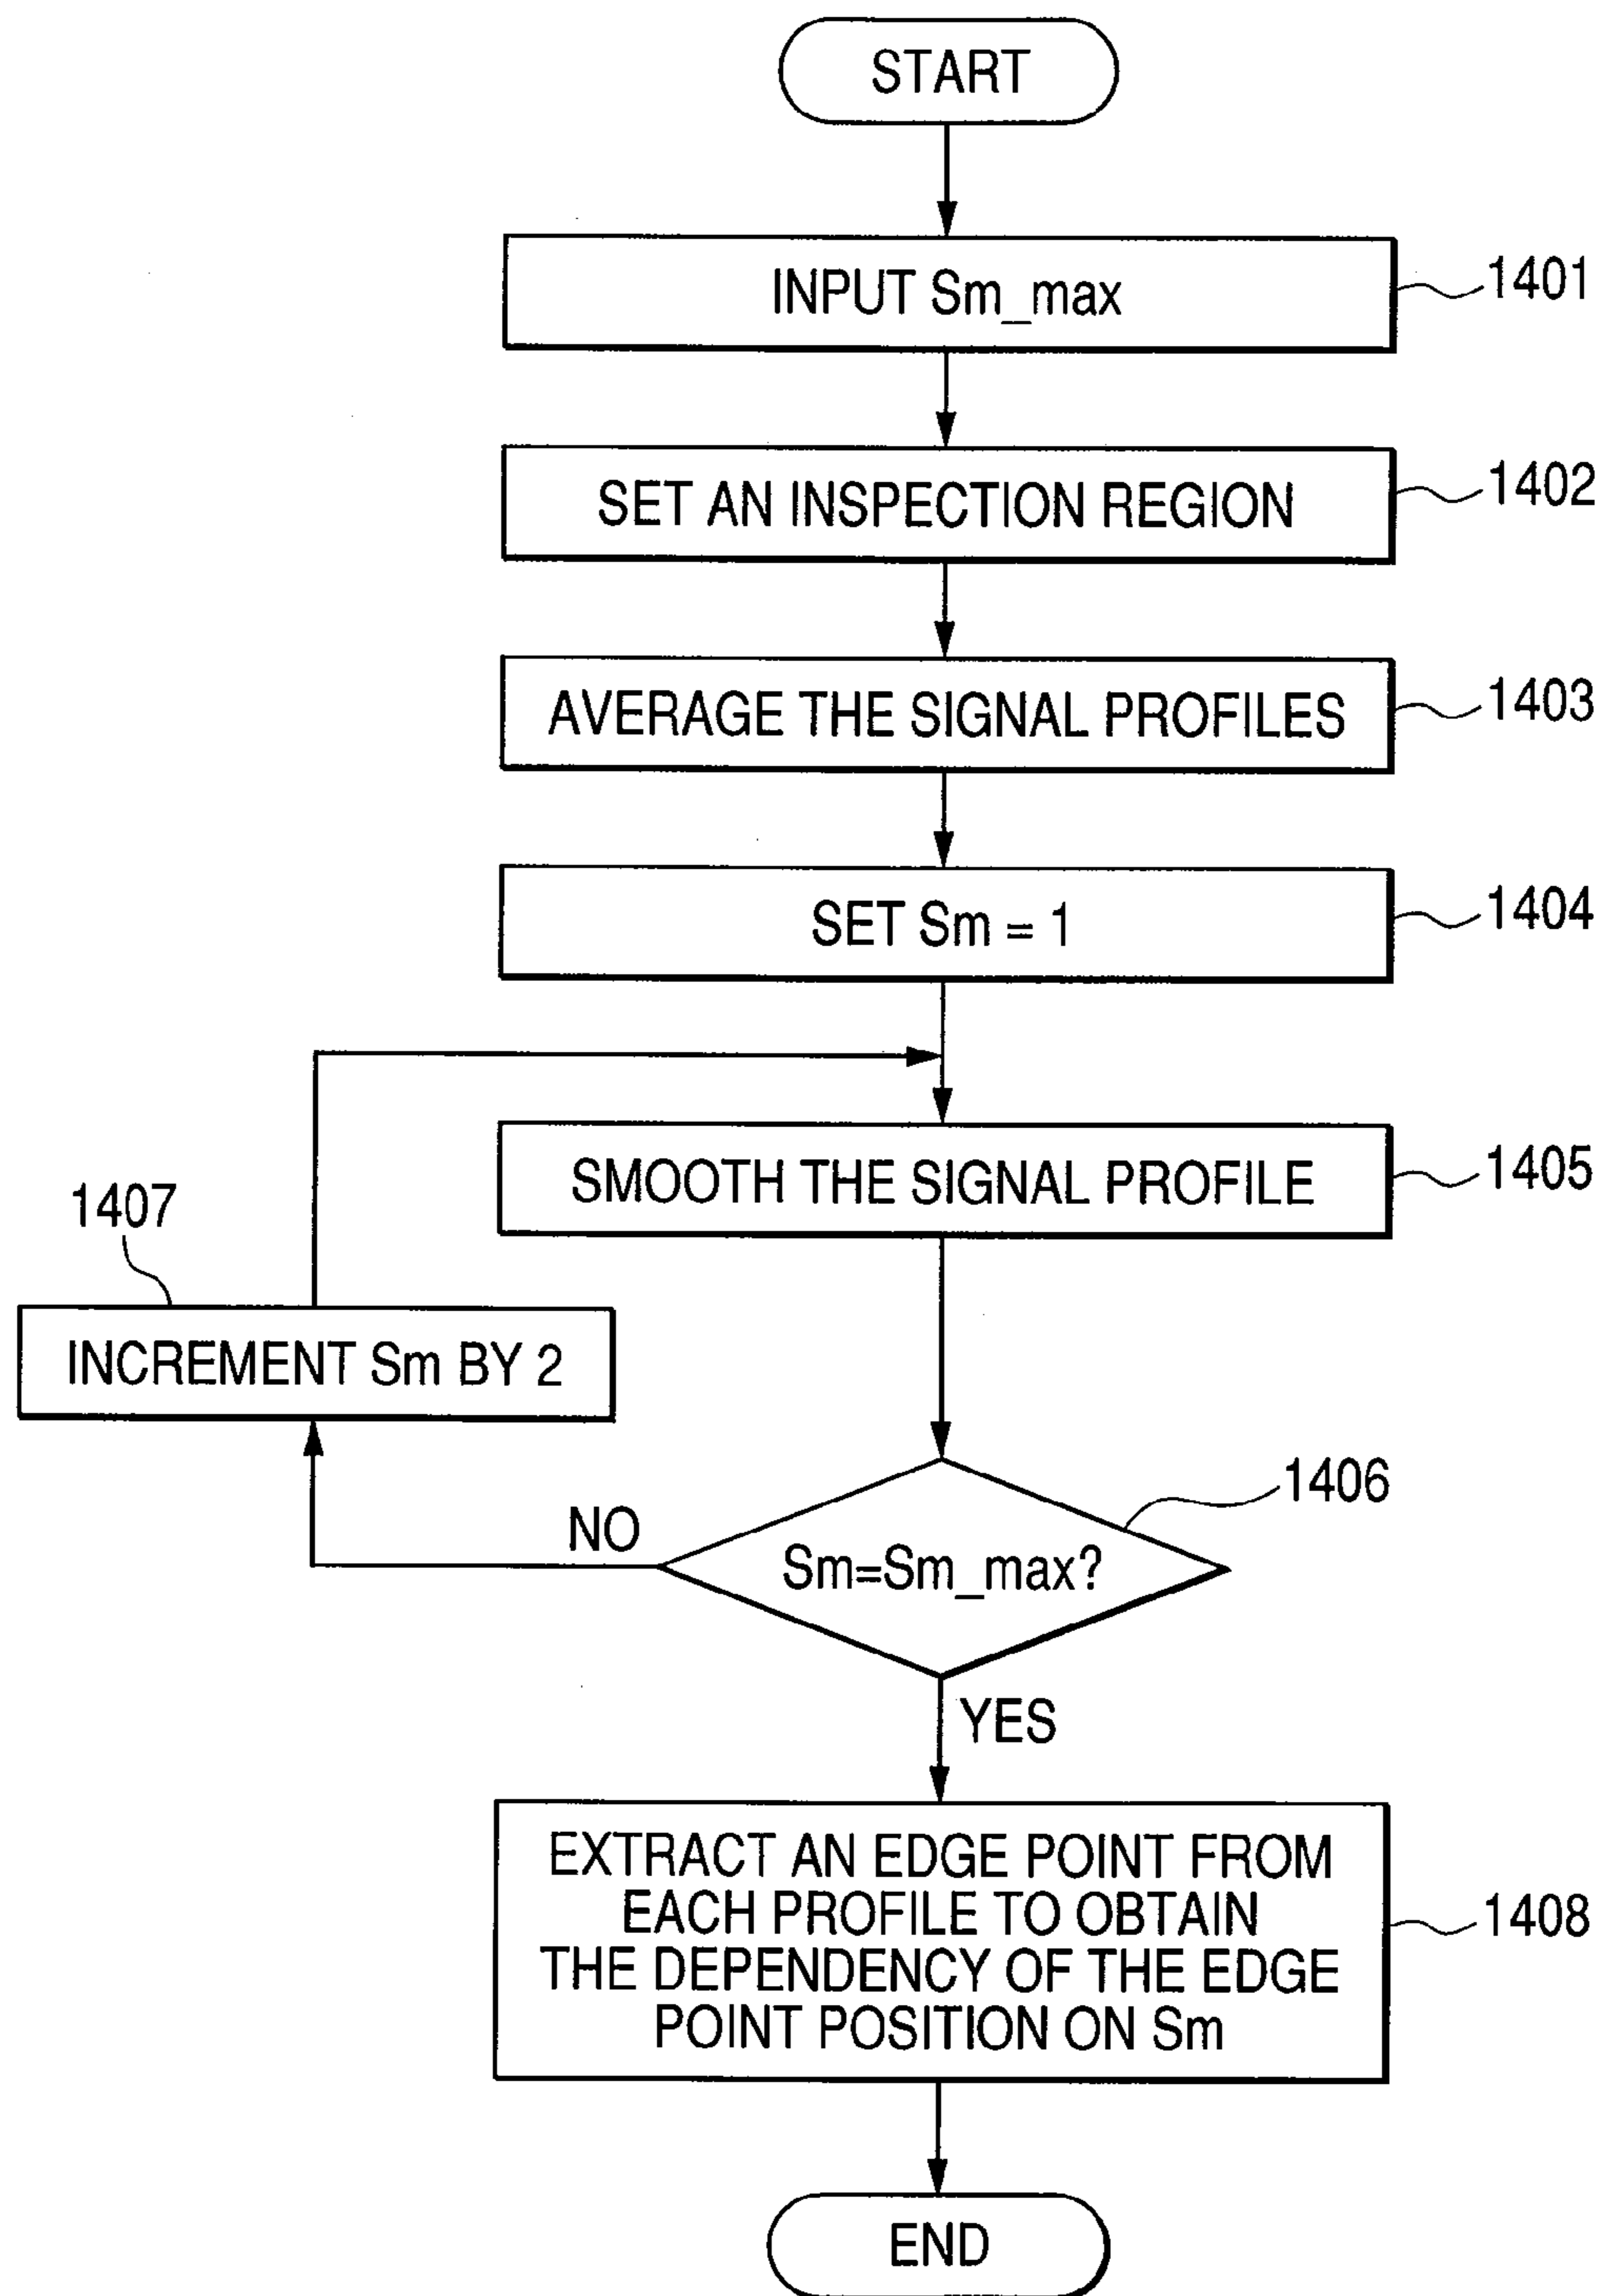 START
INPUT Sm_max
1401
SET AN INSPECTION REGION
1402
AVERAGE THE SIGNAL PROFILES
1403
SET Sm = 1
1404
SMOOTH THE SIGNAL PROFILE
1405
1407
INCREMENT Sm BY 2
1406
NO
Sm=Sm_max?
YES
EXTRACT AN EDGE POINT FROM
EACH PROFILE TO OBTAIN
THE DEPENDENCY OF THE EDGE
POINT POSITION ON Sm
1408
END